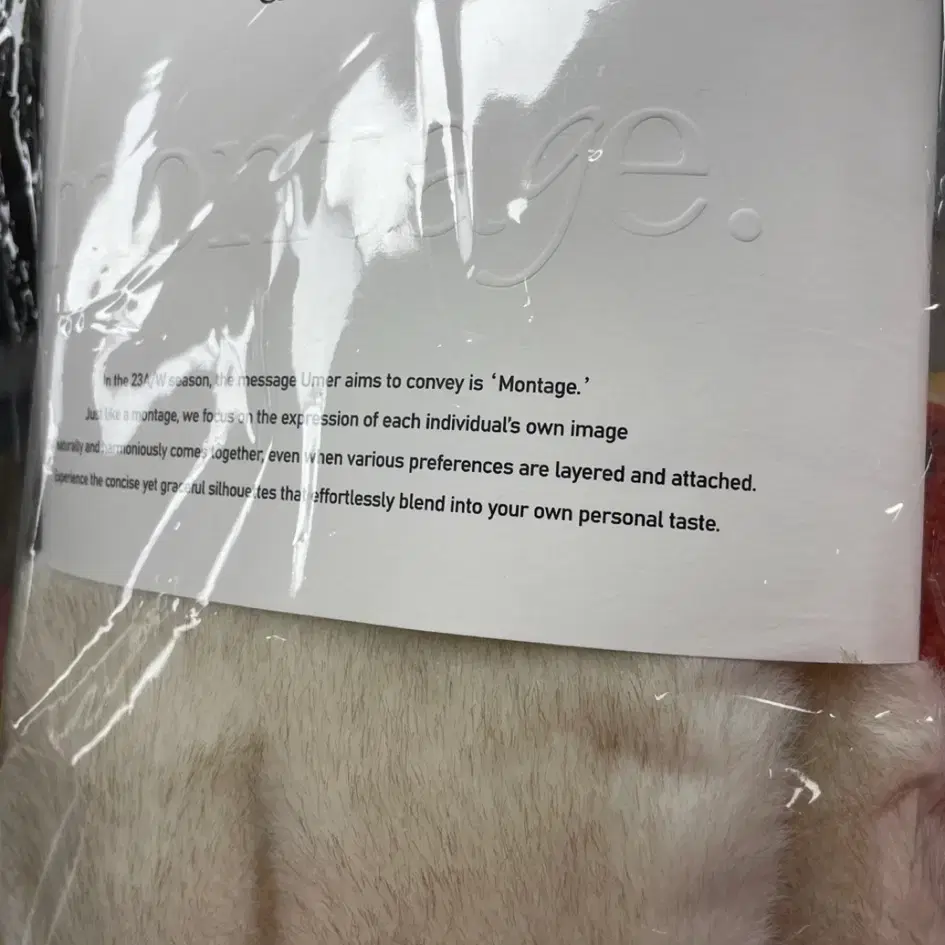 montage.
In the 23A/W season, the message Umer aims to convey is ‘Montage.’
Just like a montage, we focus on the expression of each individual’s own image
naturally and harmoniously comes together, even when various preferences are layered and attached.
Experience the concise yet graceful silhouettes that effortlessly blend into your own personal taste.